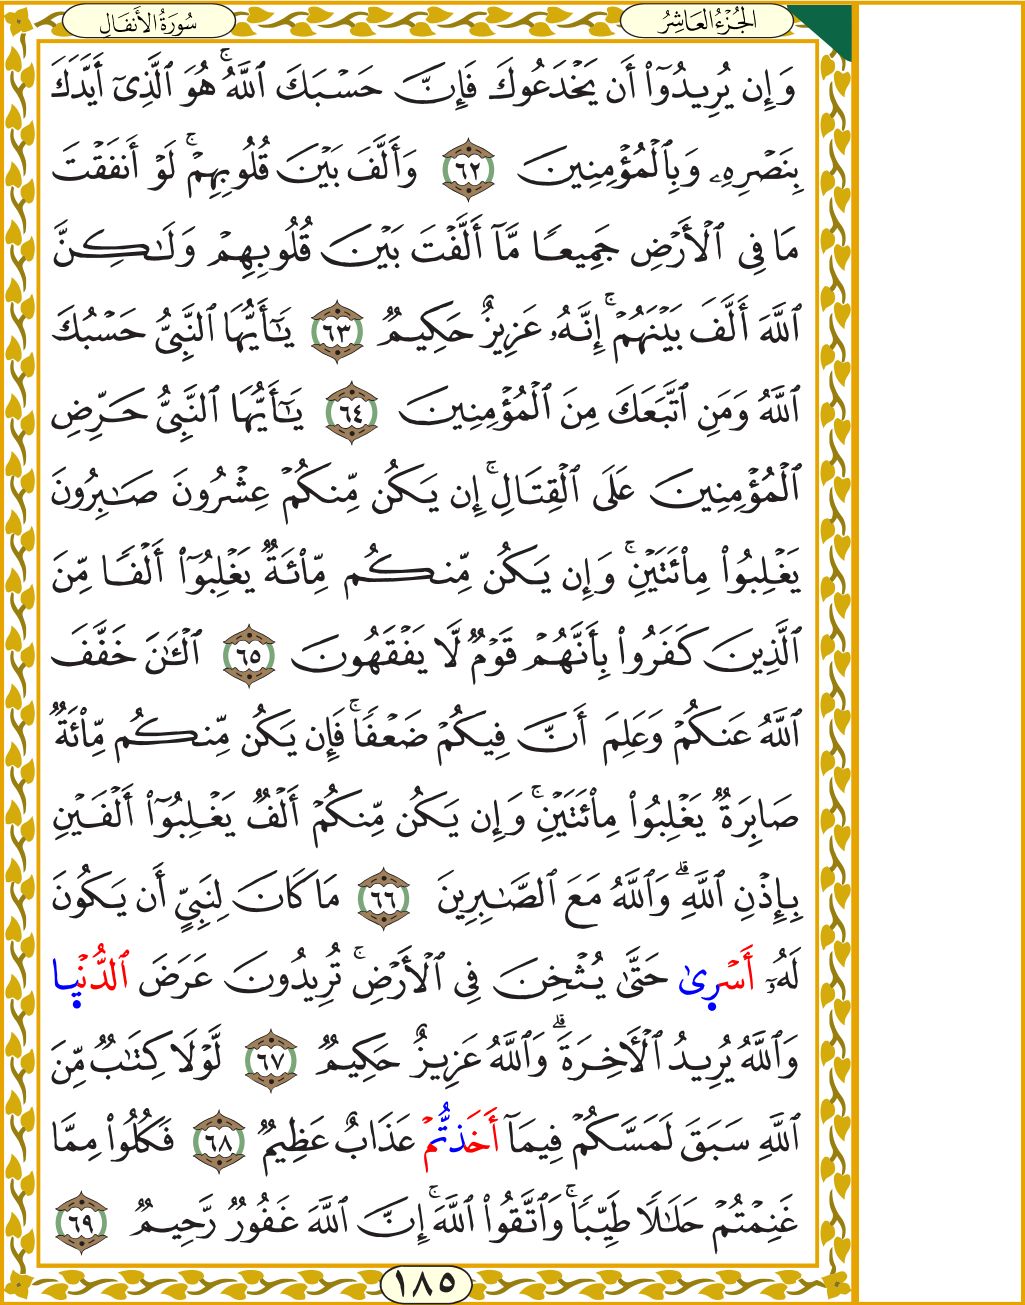 الجُزْءُ العَاشِرُ
سُورَةُ الأَنفَالِ
وَإِن يُرِيدُوٓا۟ أَن يَخْدَعُوكَ فَإِنَّ حَسْبَكَ ٱللَّهُ ۚ هُوَ ٱلَّذِىٓ أَيَّدَكَ
بِنَصْرِهِۦ وَبِٱلْمُؤْمِنِينَ ٦٢ وَأَلَّفَ بَيْنَ قُلُوبِهِمْ ۚ لَوْ أَنفَقْتَ
مَا فِى ٱلْأَرْضِ جَمِيعًا مَّآ أَلَّفْتَ بَيْنَ قُلُوبِهِمْ وَلَـٰكِنَّ
ٱللَّهَ أَلَّفَ بَيْنَهُمْ ۚ إِنَّهُۥ عَزِيزٌ حَكِيمٌ ٦٣ يَـٰٓأَيُّهَا ٱلنَّبِىُّ حَسْبُكَ
ٱللَّهُ وَمَنِ ٱتَّبَعَكَ مِنَ ٱلْمُؤْمِنِينَ ٦٤ يَـٰٓأَيُّهَا ٱلنَّبِىُّ حَرِّضِ
ٱلْمُؤْمِنِينَ عَلَى ٱلْقِتَالِ ۚ إِن يَكُن مِّنكُمْ عِشْرُونَ صَـٰبِرُونَ
يَغْلِبُوا۟ مِا۟ئَتَيْنِ ۚ وَإِن يَكُن مِّنكُم مِّا۟ئَةٌ يَغْلِبُوٓا۟ أَلْفًا مِّنَ
ٱلَّذِينَ كَفَرُوا۟ بِأَنَّهُمْ قَوْمٌ لَّا يَفْقَهُونَ ٦٥ ٱلْـَٔـٰنَ خَفَّفَ
ٱللَّهُ عَنكُمْ وَعَلِمَ أَنَّ فِيكُمْ ضَعْفًا ۚ فَإِن يَكُن مِّنكُم مِّا۟ئَةٌ
صَابِرَةٌ يَغْلِبُوا۟ مِا۟ئَتَيْنِ ۚ وَإِن يَكُن مِّنكُمْ أَلْفٌ يَغْلِبُوٓا۟ أَلْفَيْنِ
بِإِذْنِ ٱللَّهِ ۗ وَٱللَّهُ مَعَ ٱلصَّـٰبِرِينَ ٦٦ مَا كَانَ لِنَبِىٍّ أَن يَكُونَ
لَهُۥٓ أَسْرِىٰ حَتَّىٰ يُثْخِنَ فِى ٱلْأَرْضِ ۚ تُرِيدُونَ عَرَضَ ٱلدُّنْيِا
وَٱللَّهُ يُرِيدُ ٱلْـَٔاخِرَةَ ۗ وَٱللَّهُ عَزِيزٌ حَكِيمٌ ٦٧ لَّوْلَا كِتَـٰبٌ مِّنَ
ٱللَّهِ سَبَقَ لَمَسَّكُمْ فِيمَآ أَخَذتُّمْ عَذَابٌ عَظِيمٌ ٦٨ فَكُلُوا۟ مِمَّا
غَنِمْتُمْ حَلَـٰلًا طَيِّبًا ۚ وَٱتَّقُوا۟ ٱللَّهَ ۚ إِنَّ ٱللَّهَ غَفُورٌ رَّحِيمٌ ٦٩
١٨٥